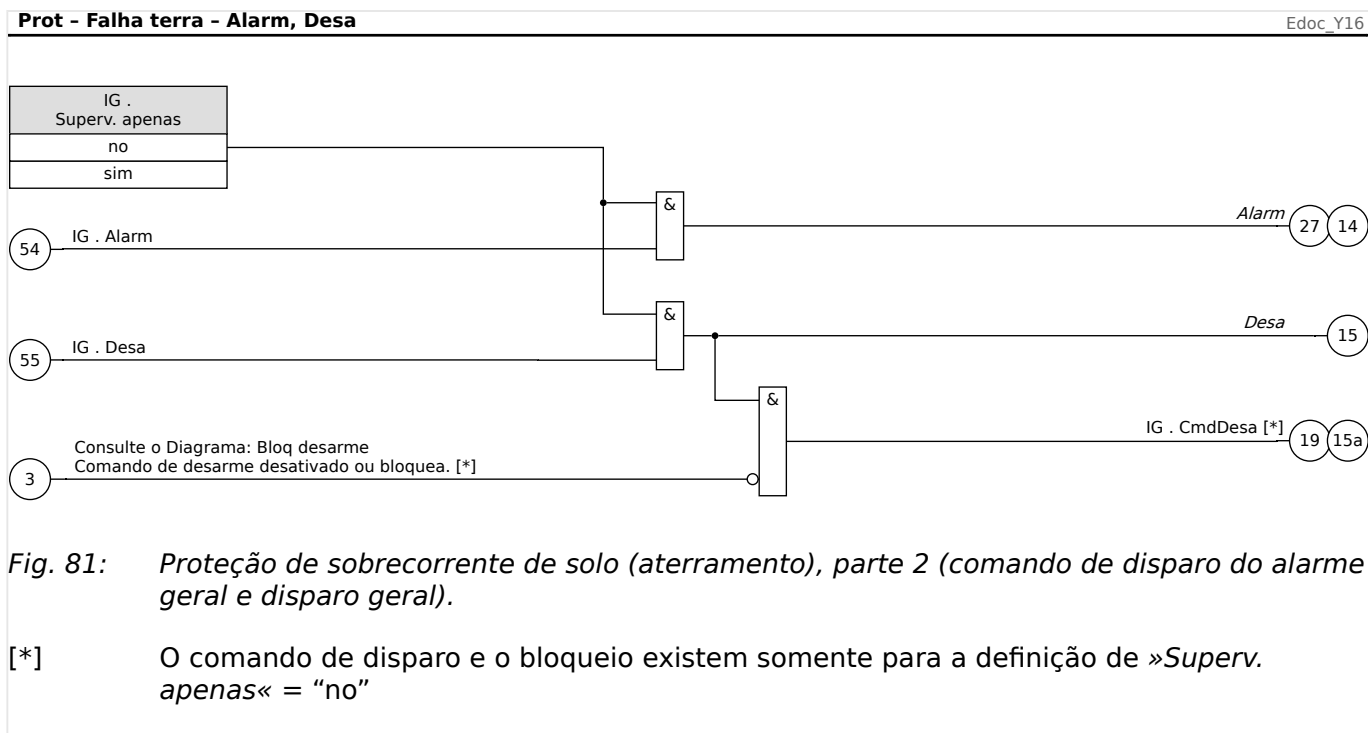 Prot – Falha terra – Alarm, Desa
Edoc_Y16
IG .
Superv. apenas
no
sim
&
Alarm
27
14
54
IG . Alarm
&
Desa
15
55
IG . Desa
&
IG . CmdDesa [*]
19
15a
Consulte o Diagrama: Bloq desarme
Comando de desarme desativado ou bloquea. [*]
3
Fig. 81: Proteção de sobrecorrente de solo (aterramento), parte 2 (comando de disparo do alarme
geral e disparo geral).
[*] O comando de disparo e o bloqueio existem somente para a definição de »Superv.
apenas« = “no”